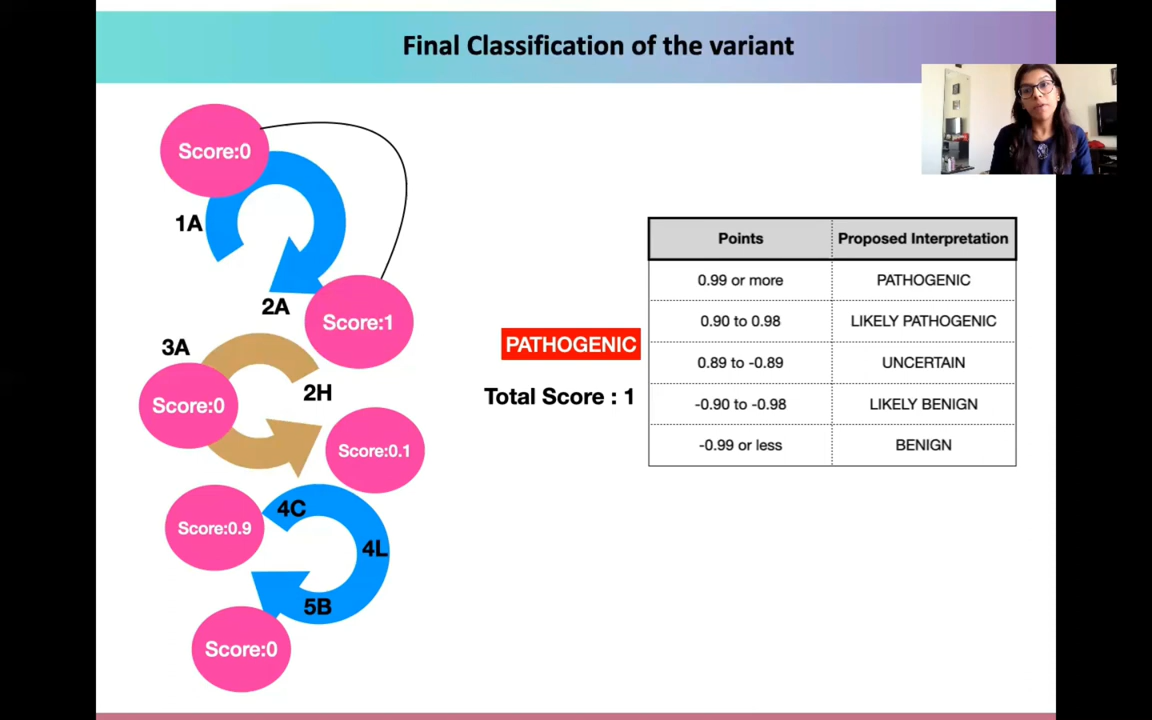 Final Classification of the variant
Score:0
1A
2A
Score:1
3A
Score:0
2H
Score:0.1
4C
Score:0.9
4L
5B
Score:0
PATHOGENIC
Total Score : 1
Points Proposed Interpretation
0.99 or more PATHOGENIC
0.90 to 0.98 LIKELY PATHOGENIC
0.89 to -0.89 UNCERTAIN
-0.90 to -0.98 LIKELY BENIGN
-0.99 or less BENIGN